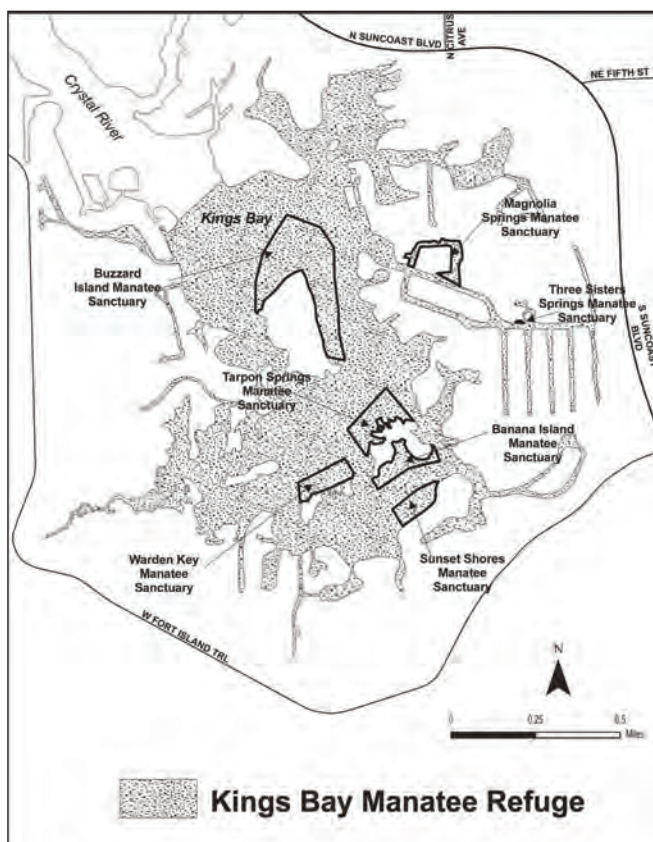 N SUNCOAST BLVD
N CITRUS
AVE
NE FIFTH ST
Crystal River
Kings Bay
Magnolia
Springs Manatee
Sanctuary
Buzzard
Island Manatee
Sanctuary
Three Sisters
Springs Manatee
Sanctuary
S SUNCOAST
BLVD
Tarpon Springs
Manatee
Sanctuary
Banana Island
Manatee
Sanctuary
Warden Key
Manatee
Sanctuary
Sunset Shores
Manatee
Sanctuary
W FORT ISLAND TRL
N
0 0.25 0.5
Miles
Kings Bay Manatee Refuge